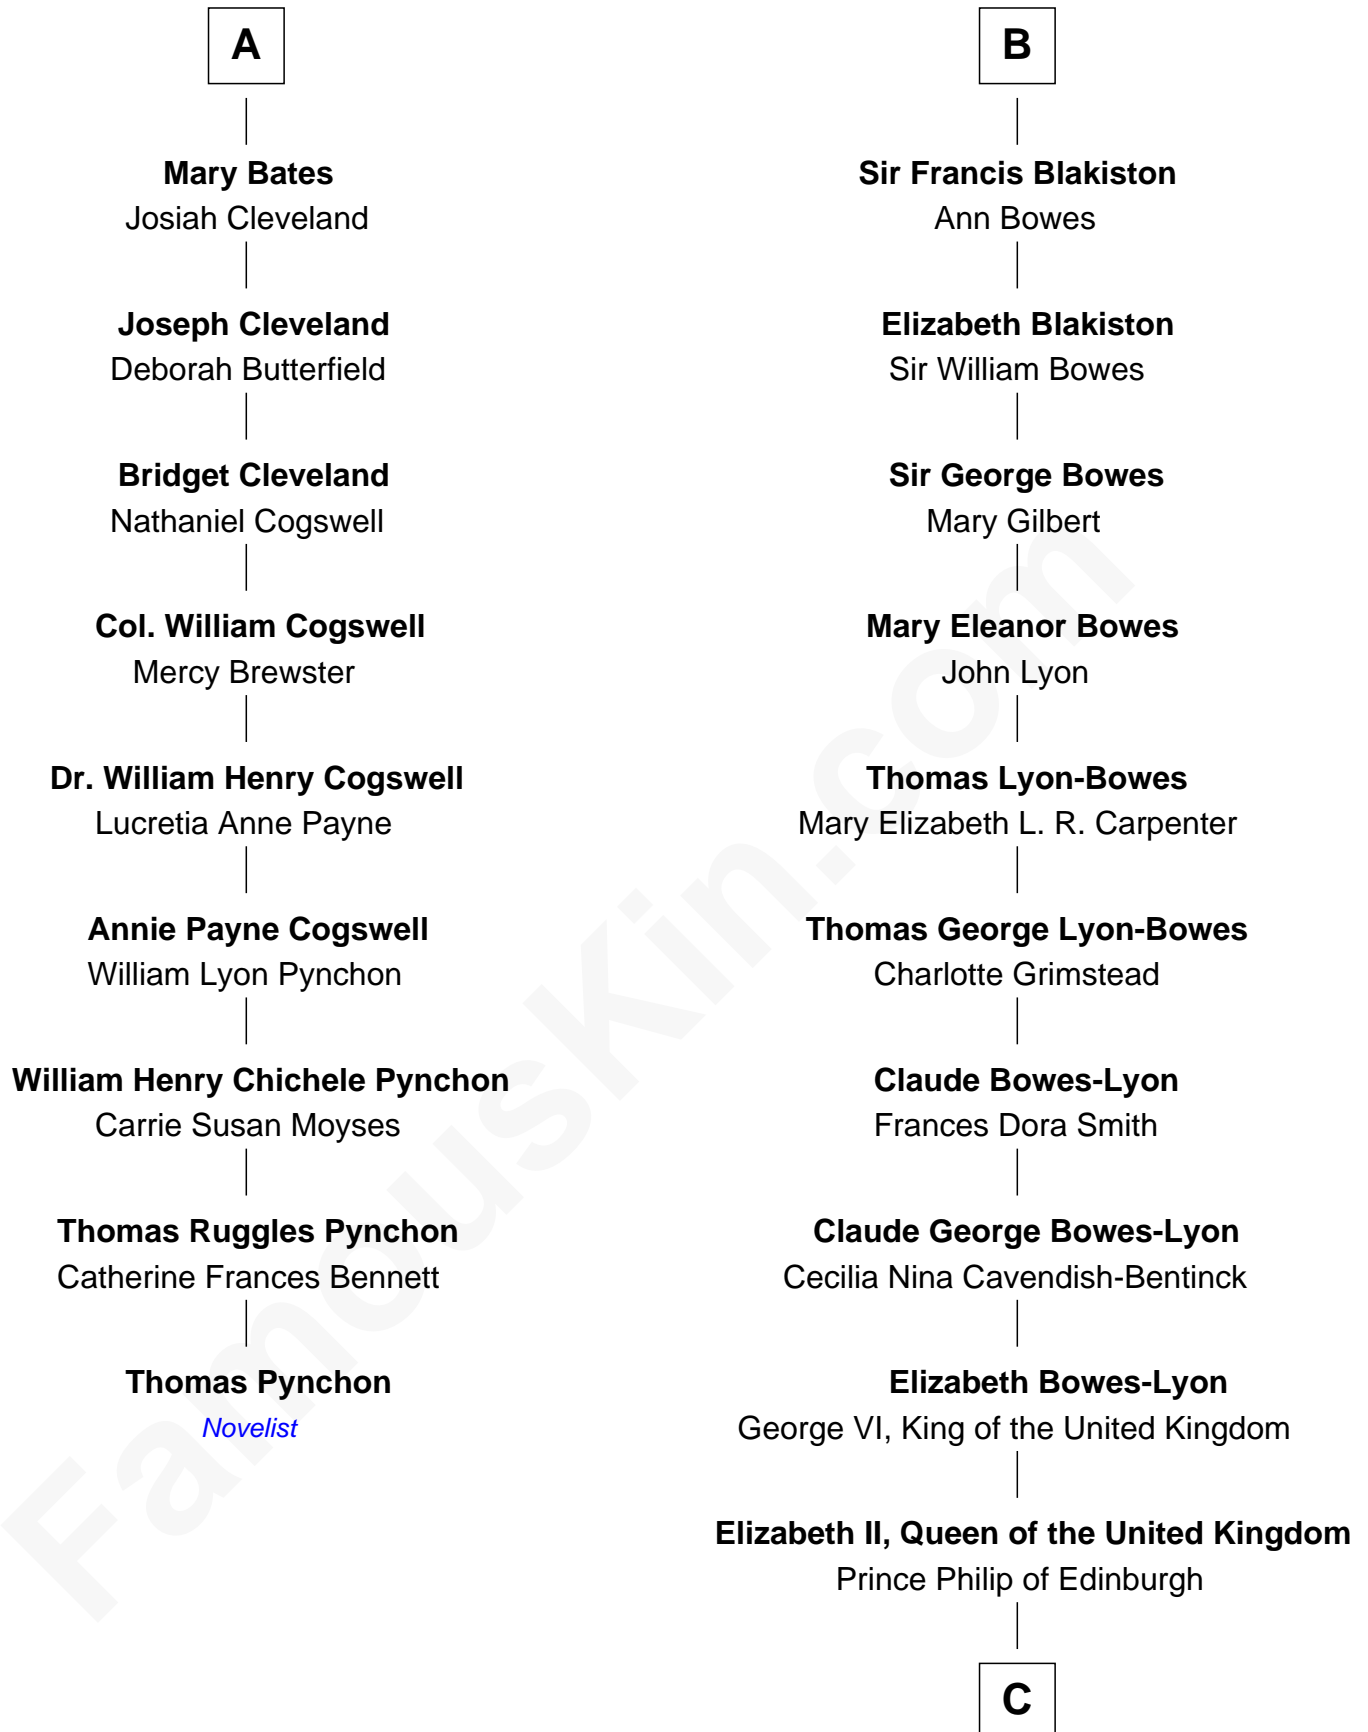 A
Mary Bates
Josiah Cleveland
Joseph Cleveland
Deborah Butterfield
Bridget Cleveland
Nathaniel Cogswell
Col. William Cogswell
Mercy Brewster
Dr. William Henry Cogswell
Lucretia Anne Payne
Annie Payne Cogswell
William Lyon Pynchon
William Henry Chichele Pynchon
Carrie Susan Moyses
Thomas Ruggles Pynchon
Catherine Frances Bennett
Thomas Pynchon
Novelist
B
Sir Francis Blakiston
Ann Bowes
Elizabeth Blakiston
Sir William Bowes
Sir George Bowes
Mary Gilbert
Mary Eleanor Bowes
John Lyon
Thomas Lyon-Bowes
Mary Elizabeth L. R. Carpenter
Thomas George Lyon-Bowes
Charlotte Grimstead
Claude Bowes-Lyon
Frances Dora Smith
Claude George Bowes-Lyon
Cecilia Nina Cavendish-Bentinck
Elizabeth Bowes-Lyon
George VI, King of the United Kingdom
Elizabeth II, Queen of the United Kingdom
Prince Philip of Edinburgh
C
FamousKin.com